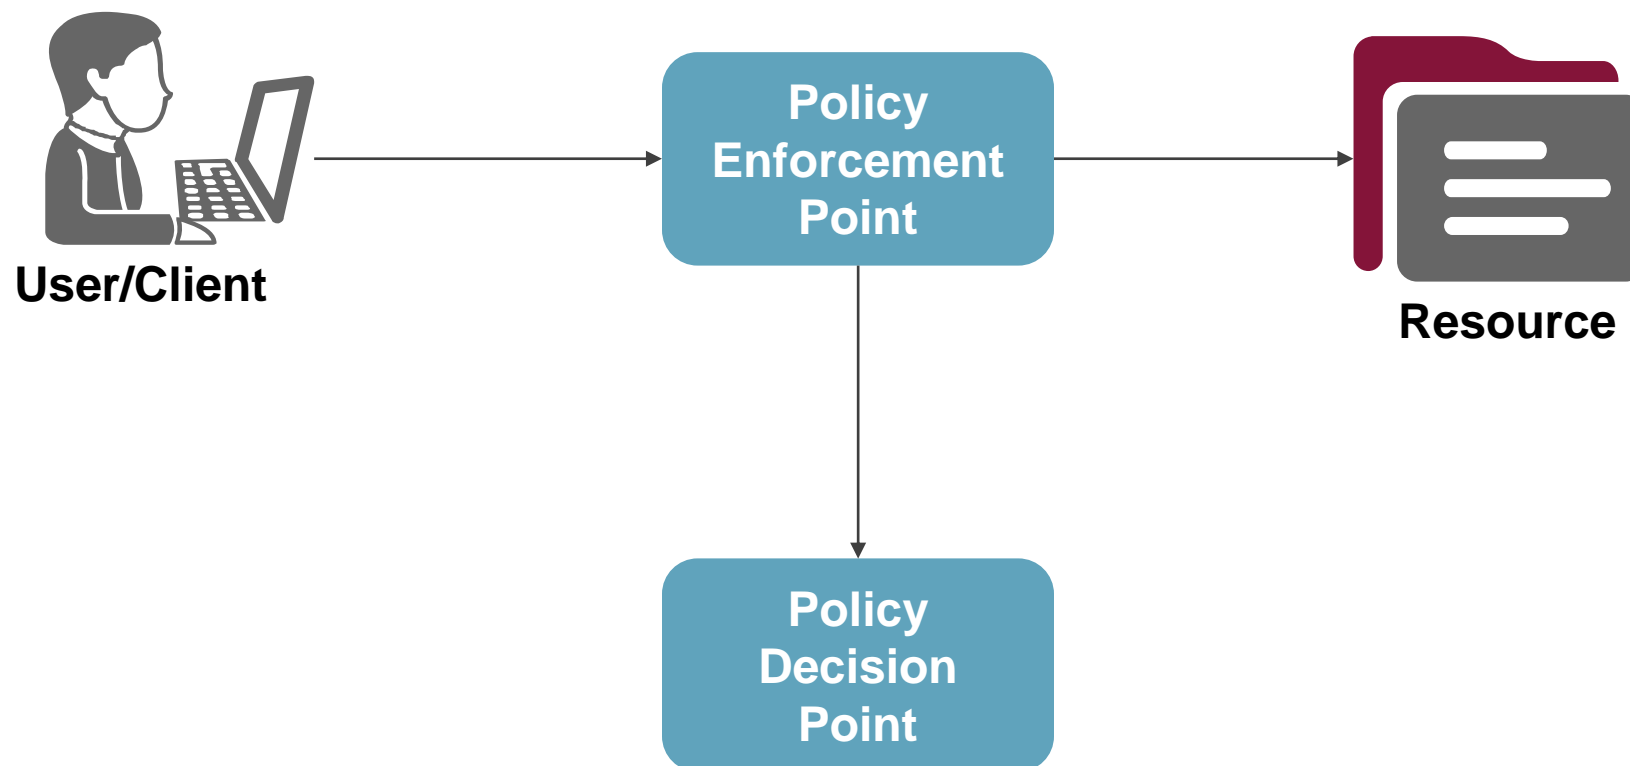 Policy
Enforcement
Point
User/Client
Resource
Policy
Decision
Point